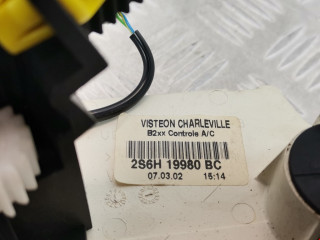 VISTEON CHARLEVILLE
B2xx Controle A/C
2S6H 19980 BC
07.03.02 15:14